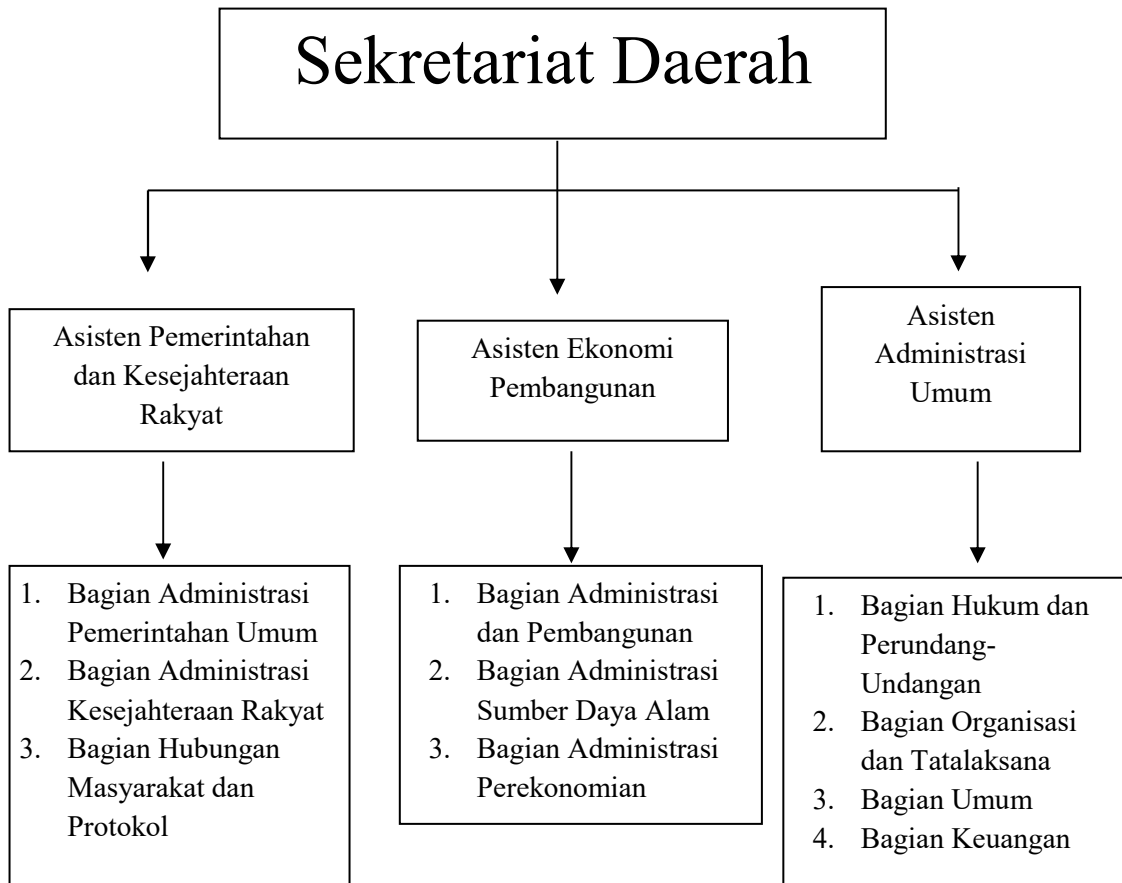 Sekretariat Daerah
Asisten Pemerintahan
dan Kesejahteraan
Rakyat
Asisten Ekonomi
Pembangunan
Asisten
Administrasi
Umum
1. Bagian Administrasi
Pemerintahan Umum
2. Bagian Administrasi
Kesejahteraan Rakyat
3. Bagian Hubungan
Masyarakat dan
Protokol
1. Bagian Administrasi
dan Pembangunan
2. Bagian Administrasi
Sumber Daya Alam
3. Bagian Administrasi
Perekonomian
1. Bagian Hukum dan
Perundang-
Undangan
2. Bagian Organisasi
dan Tatalaksana
3. Bagian Umum
4. Bagian Keuangan